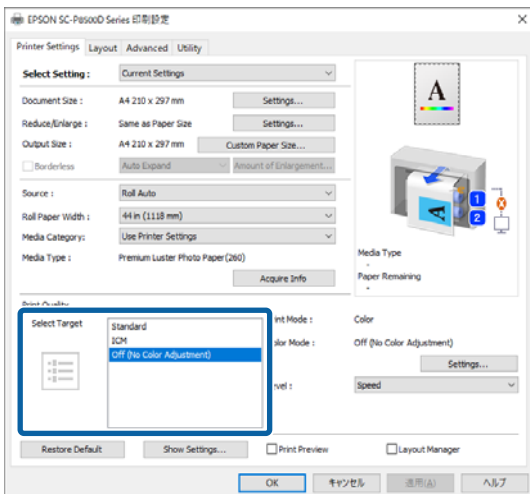 EPSON SC-P8500D Series 印刷設定
Printer Settings Layout Advanced Utility
Select Setting : Current Settings
Document Size : A4 210 x 297 mm Settings...
Reduce/Enlarge : Same as Paper Size Settings...
Output Size : A4 210 x 297 mm Custom Paper Size...
Borderless Auto Expand Amount of Enlargement...
Source : Roll Auto
Roll Paper Width : 44 in (1118 mm)
Media Category: Use Printer Settings
Media Type : Premium Luster Photo Paper(260)
Acquire Info
A
A
1
2
Media Type
-
Paper Remaining
-
Print Quality
Select Target
Standard
ICM
Off (No Color Adjustment)
int Mode : Color
olor Mode : Off (No Color Adjustment)
Settings...
evel : Speed
Restore Default Show Settings... Print Preview Layout Manager
OK キャンセル 適用(A) ヘルプ